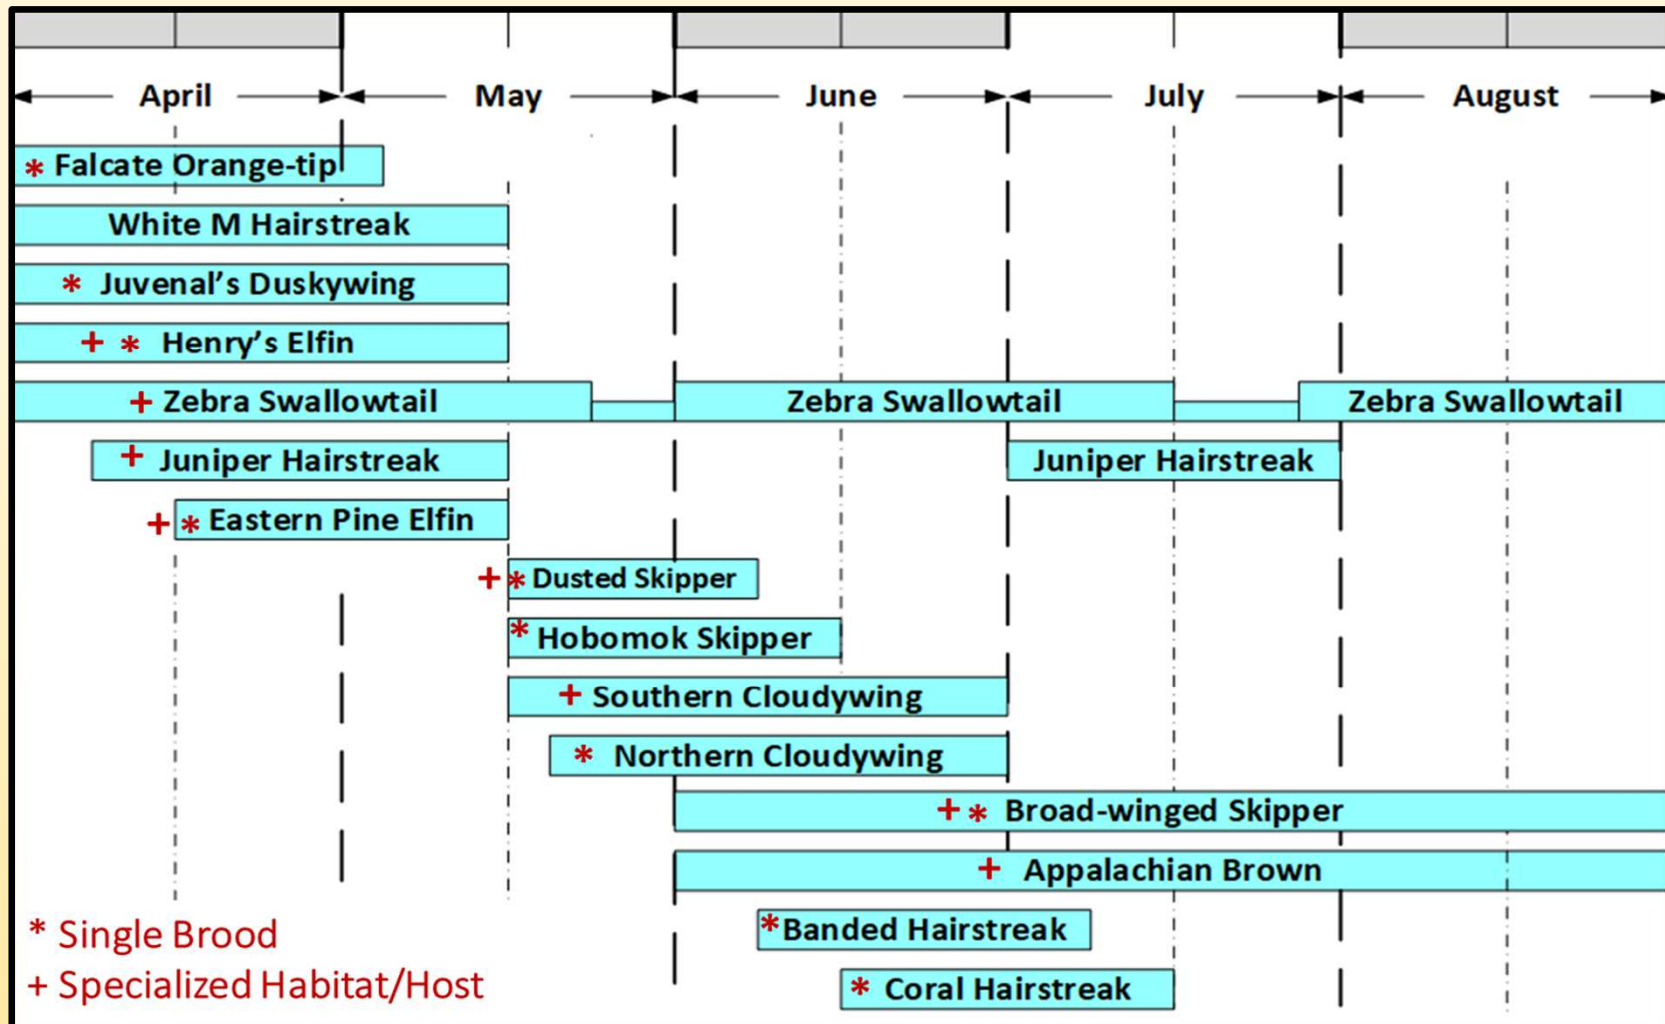 April May June July August
* Falcate Orange-tip
White M Hairstreak
* Juvenal’s Duskywing
+ * Henry’s Elfin
+ Zebra Swallowtail Zebra Swallowtail Zebra Swallowtail
+ Juniper Hairstreak Juniper Hairstreak
+ * Eastern Pine Elfin
+ * Dusted Skipper
* Hobomok Skipper
+ Southern Cloudywing
* Northern Cloudywing
+ * Broad-winged Skipper
+ Appalachian Brown
* Banded Hairstreak
* Coral Hairstreak
* Single Brood
+ Specialized Habitat/Host